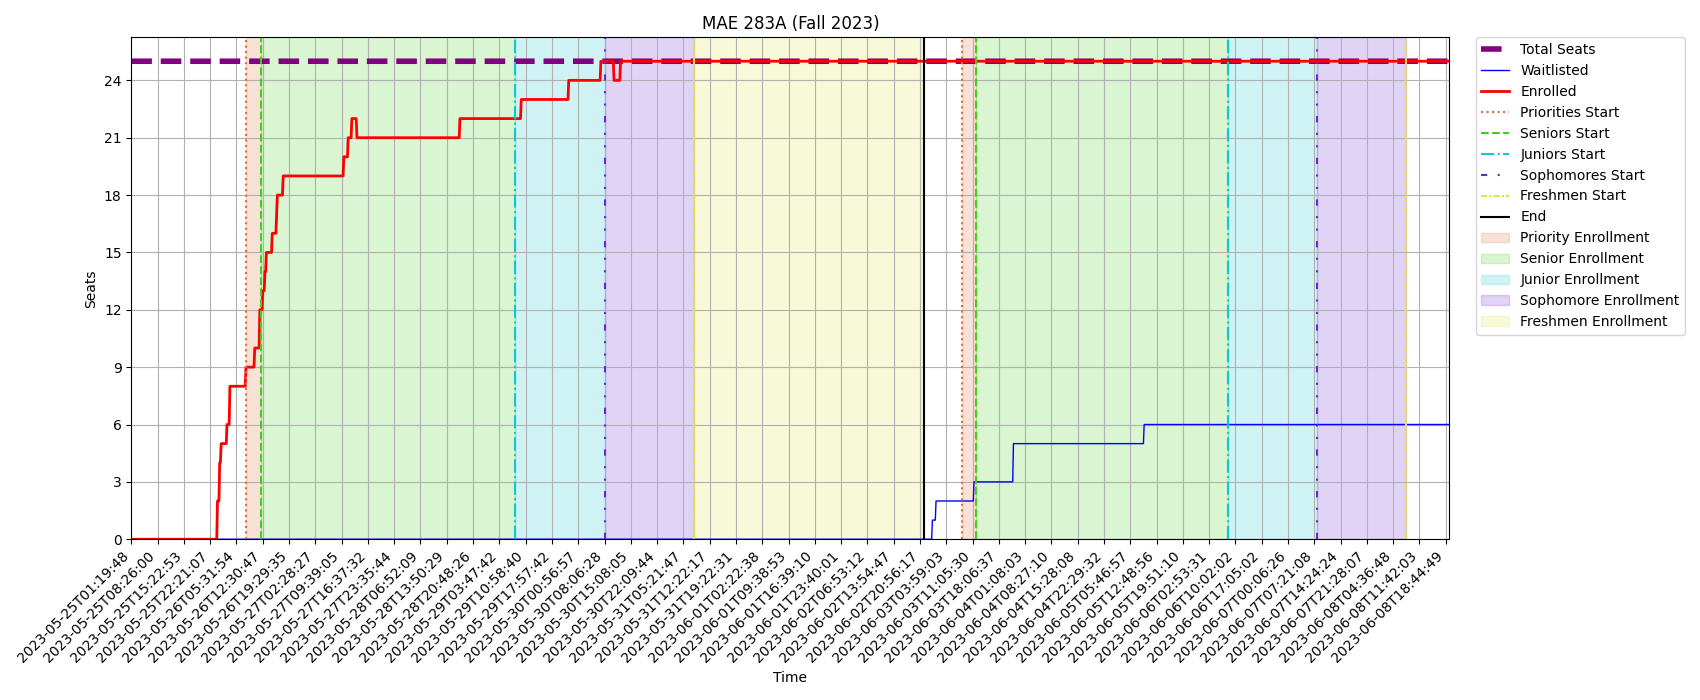 MAE 283A (Fall 2023)
Seats
24
21
18
15
12
9
6
3
0
2023-05-25T01:19:48
2023-05-25T08:26:00
2023-05-25T15:22:53
2023-05-25T22:21:07
2023-05-26T05:31:54
2023-05-26T12:30:47
2023-05-26T19:29:35
2023-05-27T02:28:27
2023-05-27T09:39:05
2023-05-27T16:37:32
2023-05-27T23:35:44
2023-05-28T06:52:09
2023-05-28T13:50:29
2023-05-28T20:48:26
2023-05-29T03:47:42
2023-05-29T10:58:40
2023-05-29T17:57:42
2023-05-30T00:56:57
2023-05-30T08:06:28
2023-05-30T15:08:05
2023-05-30T22:09:44
2023-05-31T05:21:47
2023-05-31T12:22:17
2023-05-31T19:22:31
2023-06-01T02:22:38
2023-06-01T09:38:53
2023-06-01T16:39:10
2023-06-01T23:40:01
2023-06-02T06:53:12
2023-06-02T13:54:47
2023-06-02T20:56:17
2023-06-03T03:59:03
2023-06-03T11:05:30
2023-06-03T18:06:37
2023-06-04T01:08:03
2023-06-04T08:27:10
2023-06-04T15:28:08
2023-06-04T22:29:32
2023-06-05T05:46:57
2023-06-05T12:48:56
2023-06-05T19:51:10
2023-06-06T02:53:31
2023-06-06T10:02:02
2023-06-06T17:05:02
2023-06-07T00:06:26
2023-06-07T07:21:08
2023-06-07T14:24:24
2023-06-07T21:28:07
2023-06-08T04:36:48
2023-06-08T11:42:03
2023-06-08T18:44:49
Time
Total Seats
Waitlisted
Enrolled
Priorities Start
Seniors Start
Juniors Start
Sophomores Start
Freshmen Start
End
Priority Enrollment
Senior Enrollment
Junior Enrollment
Sophomore Enrollment
Freshmen Enrollment